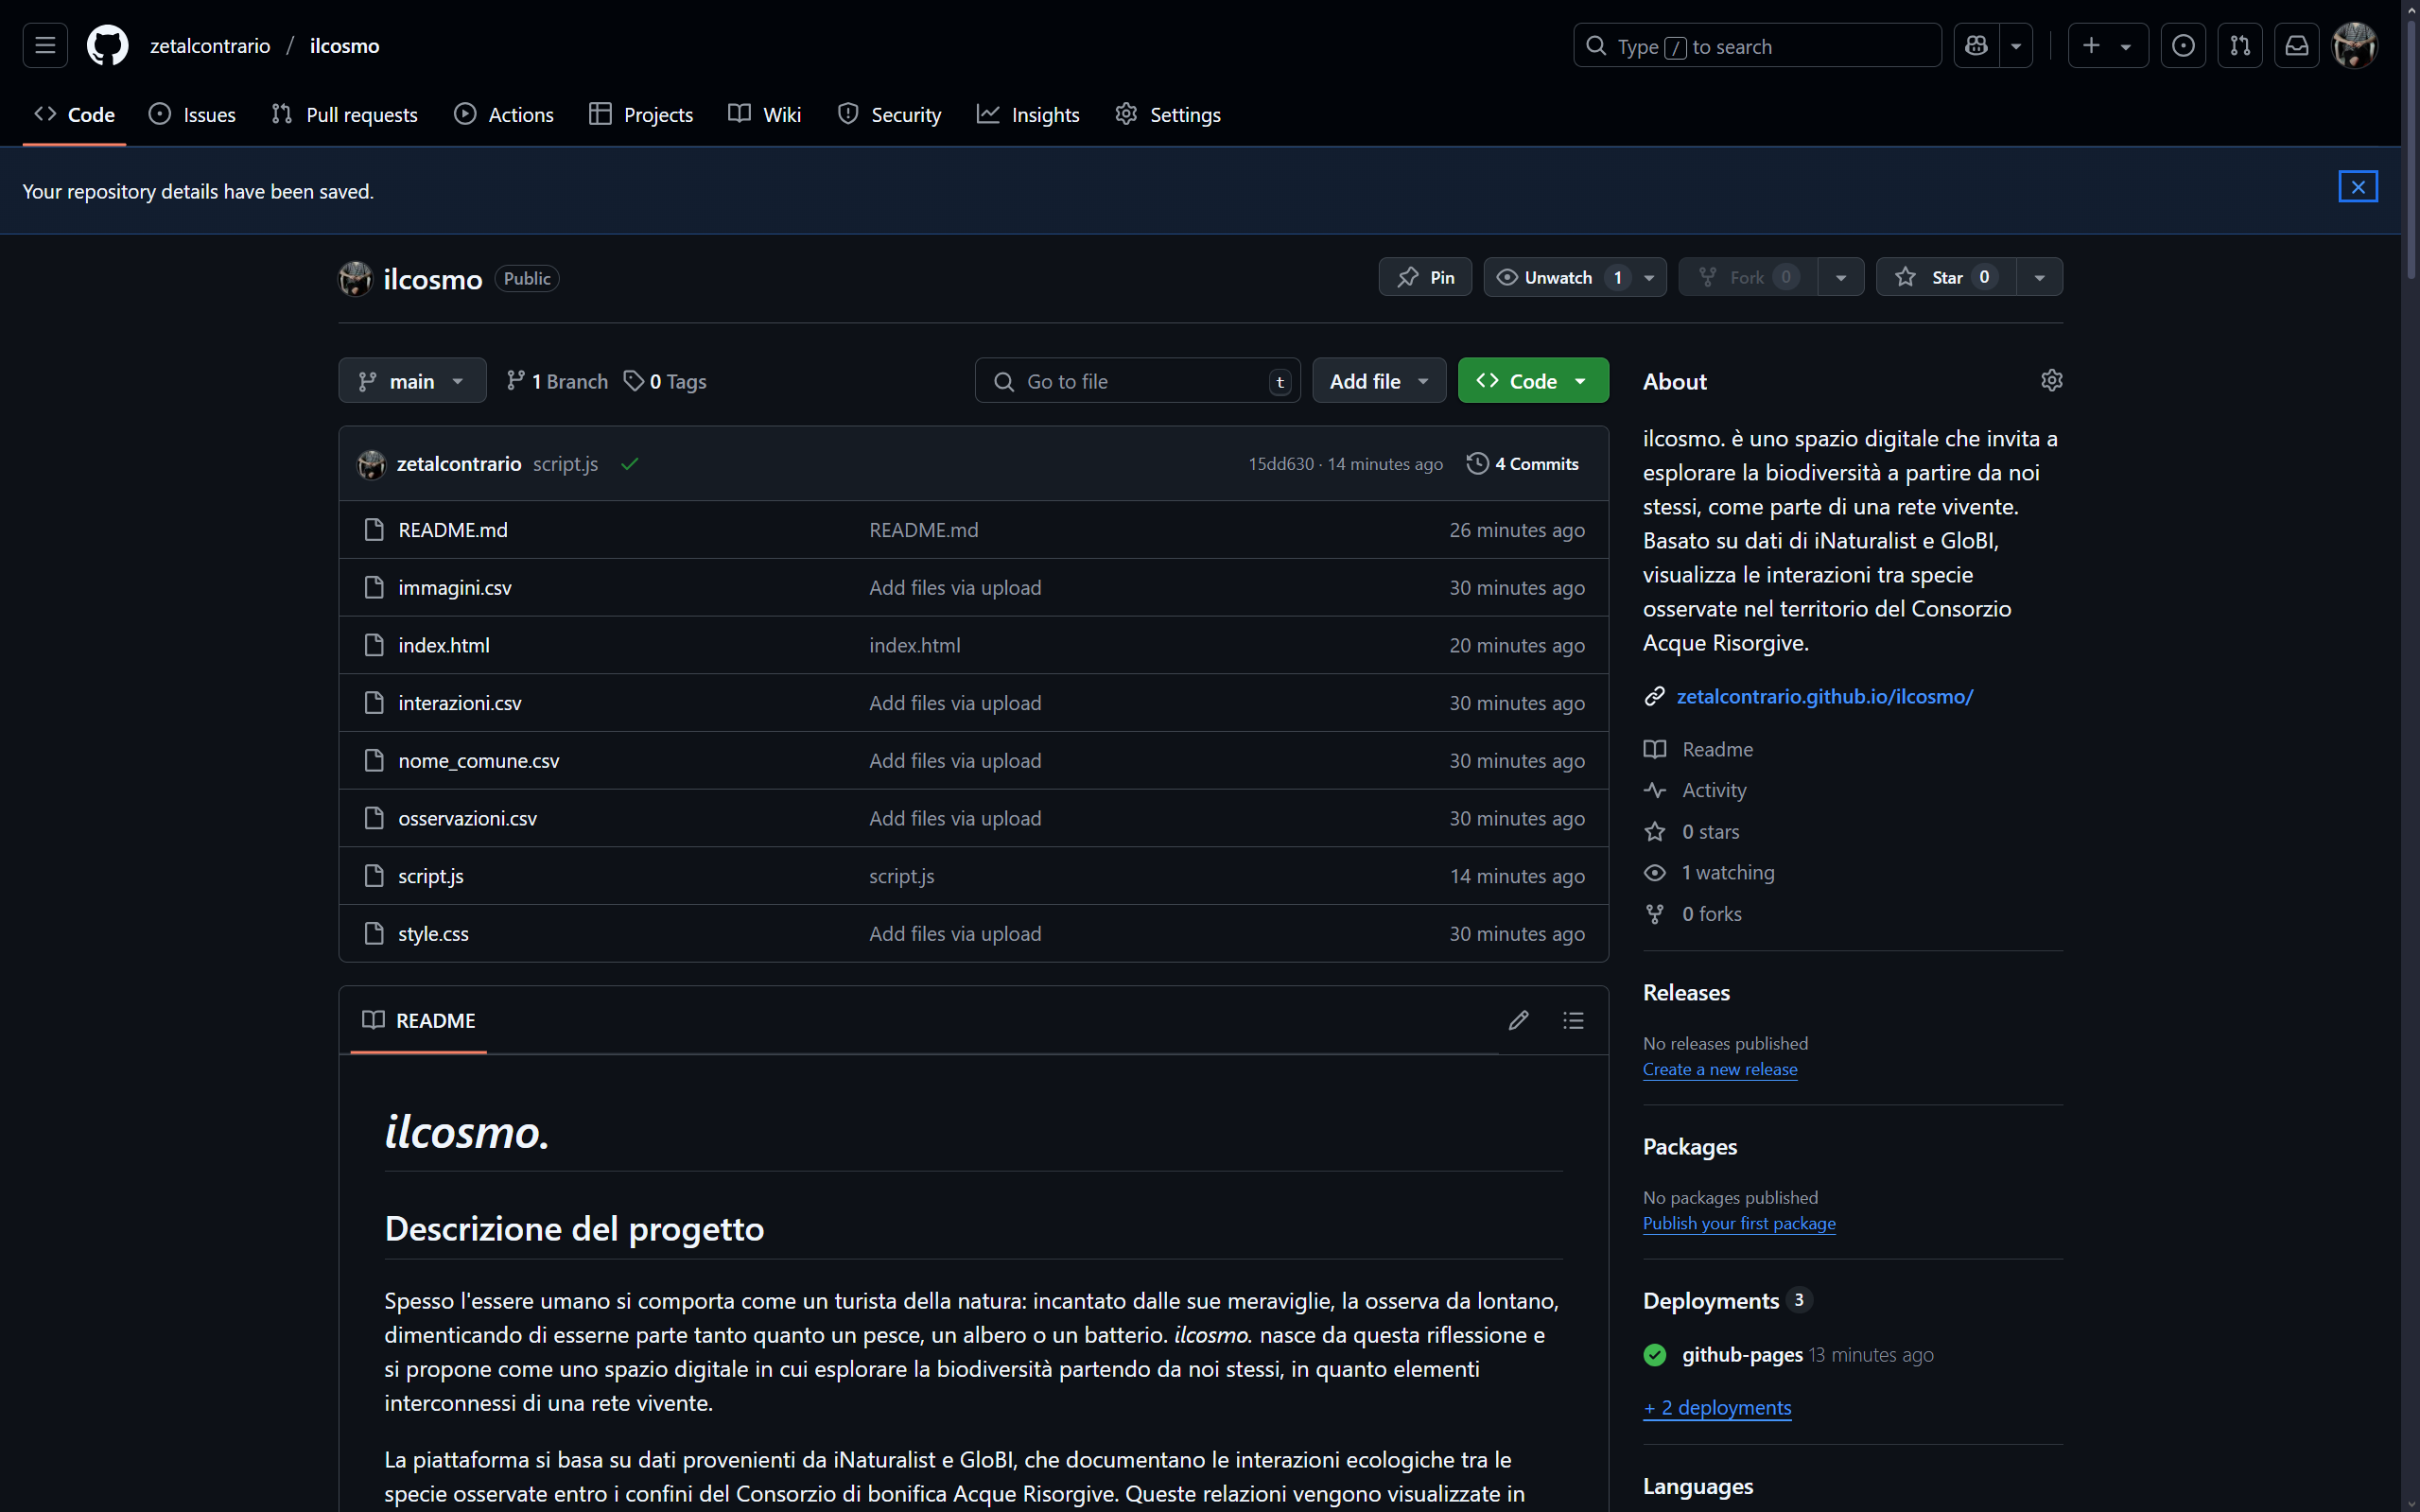 zetalcontrario / ilcosmo
Type / to search
Code Issues Pull requests Actions Projects Wiki Security Insights Settings
Your repository details have been saved.
ilcosmo Public
Pin Unwatch 1 Fork 0 Star 0
main 1 Branch 0 Tags Go to file t Add file Code
zetalcontrario script.js 15dd630 · 14 minutes ago 4 Commits
README.md README.md 26 minutes ago
immagini.csv Add files via upload 30 minutes ago
index.html index.html 20 minutes ago
interazioni.csv Add files via upload 30 minutes ago
nome_comune.csv Add files via upload 30 minutes ago
osservazioni.csv Add files via upload 30 minutes ago
script.js script.js 14 minutes ago
style.css Add files via upload 30 minutes ago
README
ilcosmo.
Descrizione del progetto
Spesso l'essere umano si comporta come un turista della natura: incantato dalle sue meraviglie, la osserva da lontano,
dimenticando di esserne parte tanto quanto un pesce, un albero o un batterio. ilcosmo. nasce da questa riflessione e
si propone come uno spazio digitale in cui esplorare la biodiversità partendo da noi stessi, in quanto elementi
interconnessi di una rete vivente.
La piattaforma si basa su dati provenienti da iNaturalist e GloBI, che documentano le interazioni ecologiche tra le
specie osservate entro i confini del Consorzio di bonifica Acque Risorgive. Queste relazioni vengono visualizzate in
About
ilcosmo. è uno spazio digitale che invita a
esplorare la biodiversità a partire da noi
stessi, come parte di una rete vivente.
Basato su dati di iNaturalist e GloBI,
visualizza le interazioni tra specie
osservate nel territorio del Consorzio
Acque Risorgive.
zetalcontrario.github.io/ilcosmo/
Readme
Activity
0 stars
1 watching
0 forks
Releases
No releases published
Create a new release
Packages
No packages published
Publish your first package
Deployments 3
github-pages 13 minutes ago
+ 2 deployments
Languages